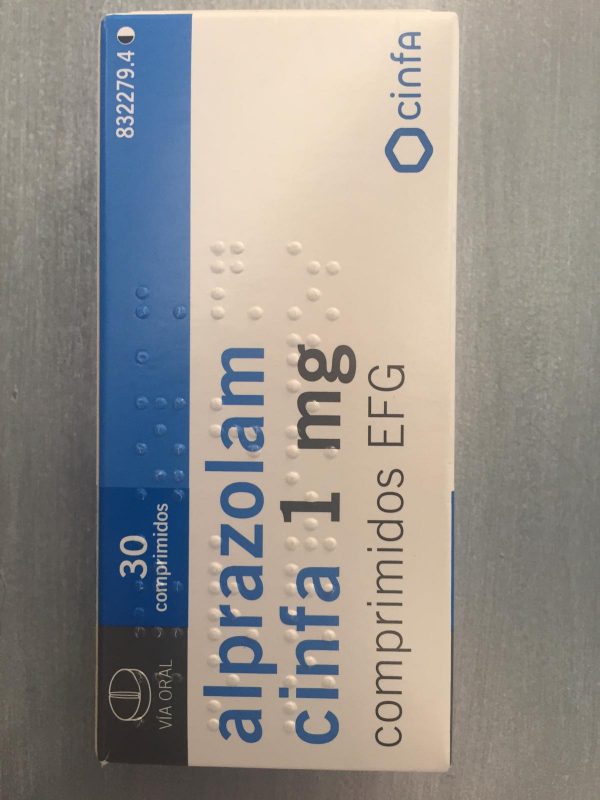 832279.4
30
comprimidos
VÍA ORAL
alprazolam
cinfa 1 mg
comprimidos EFG
cinfa